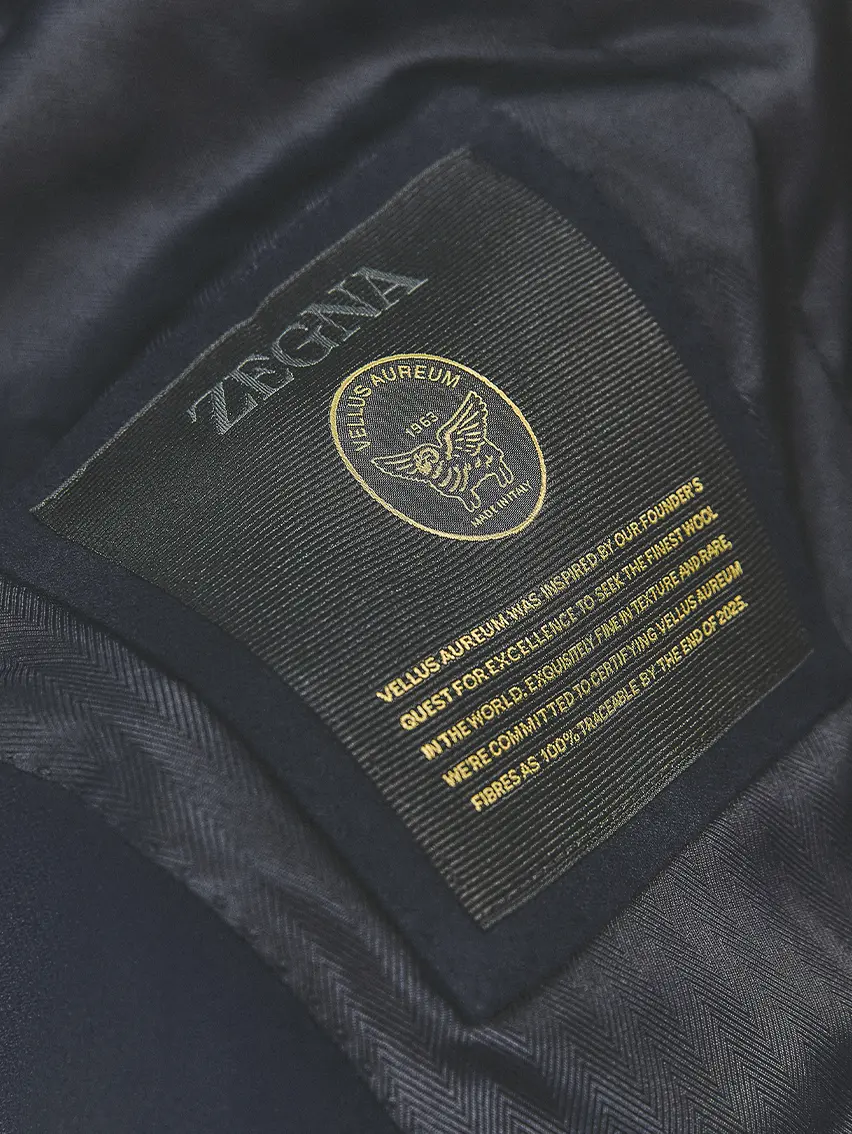 ZEGNA
VELLUS AUREUM
1963
MADE IN ITALY
VELLUS AUREUM WAS INSPIRED BY OUR FOUNDER'S
QUEST FOR EXCELLENCE TO SEEK THE FINEST WOOL
IN THE WORLD. EXQUISITELY FINE IN TEXTURE AND RARE,
WE'RE COMMITTED TO CERTIFYING VELLUS AUREUM
FIBRES AS 100% TRACEABLE BY THE END OF 2025.